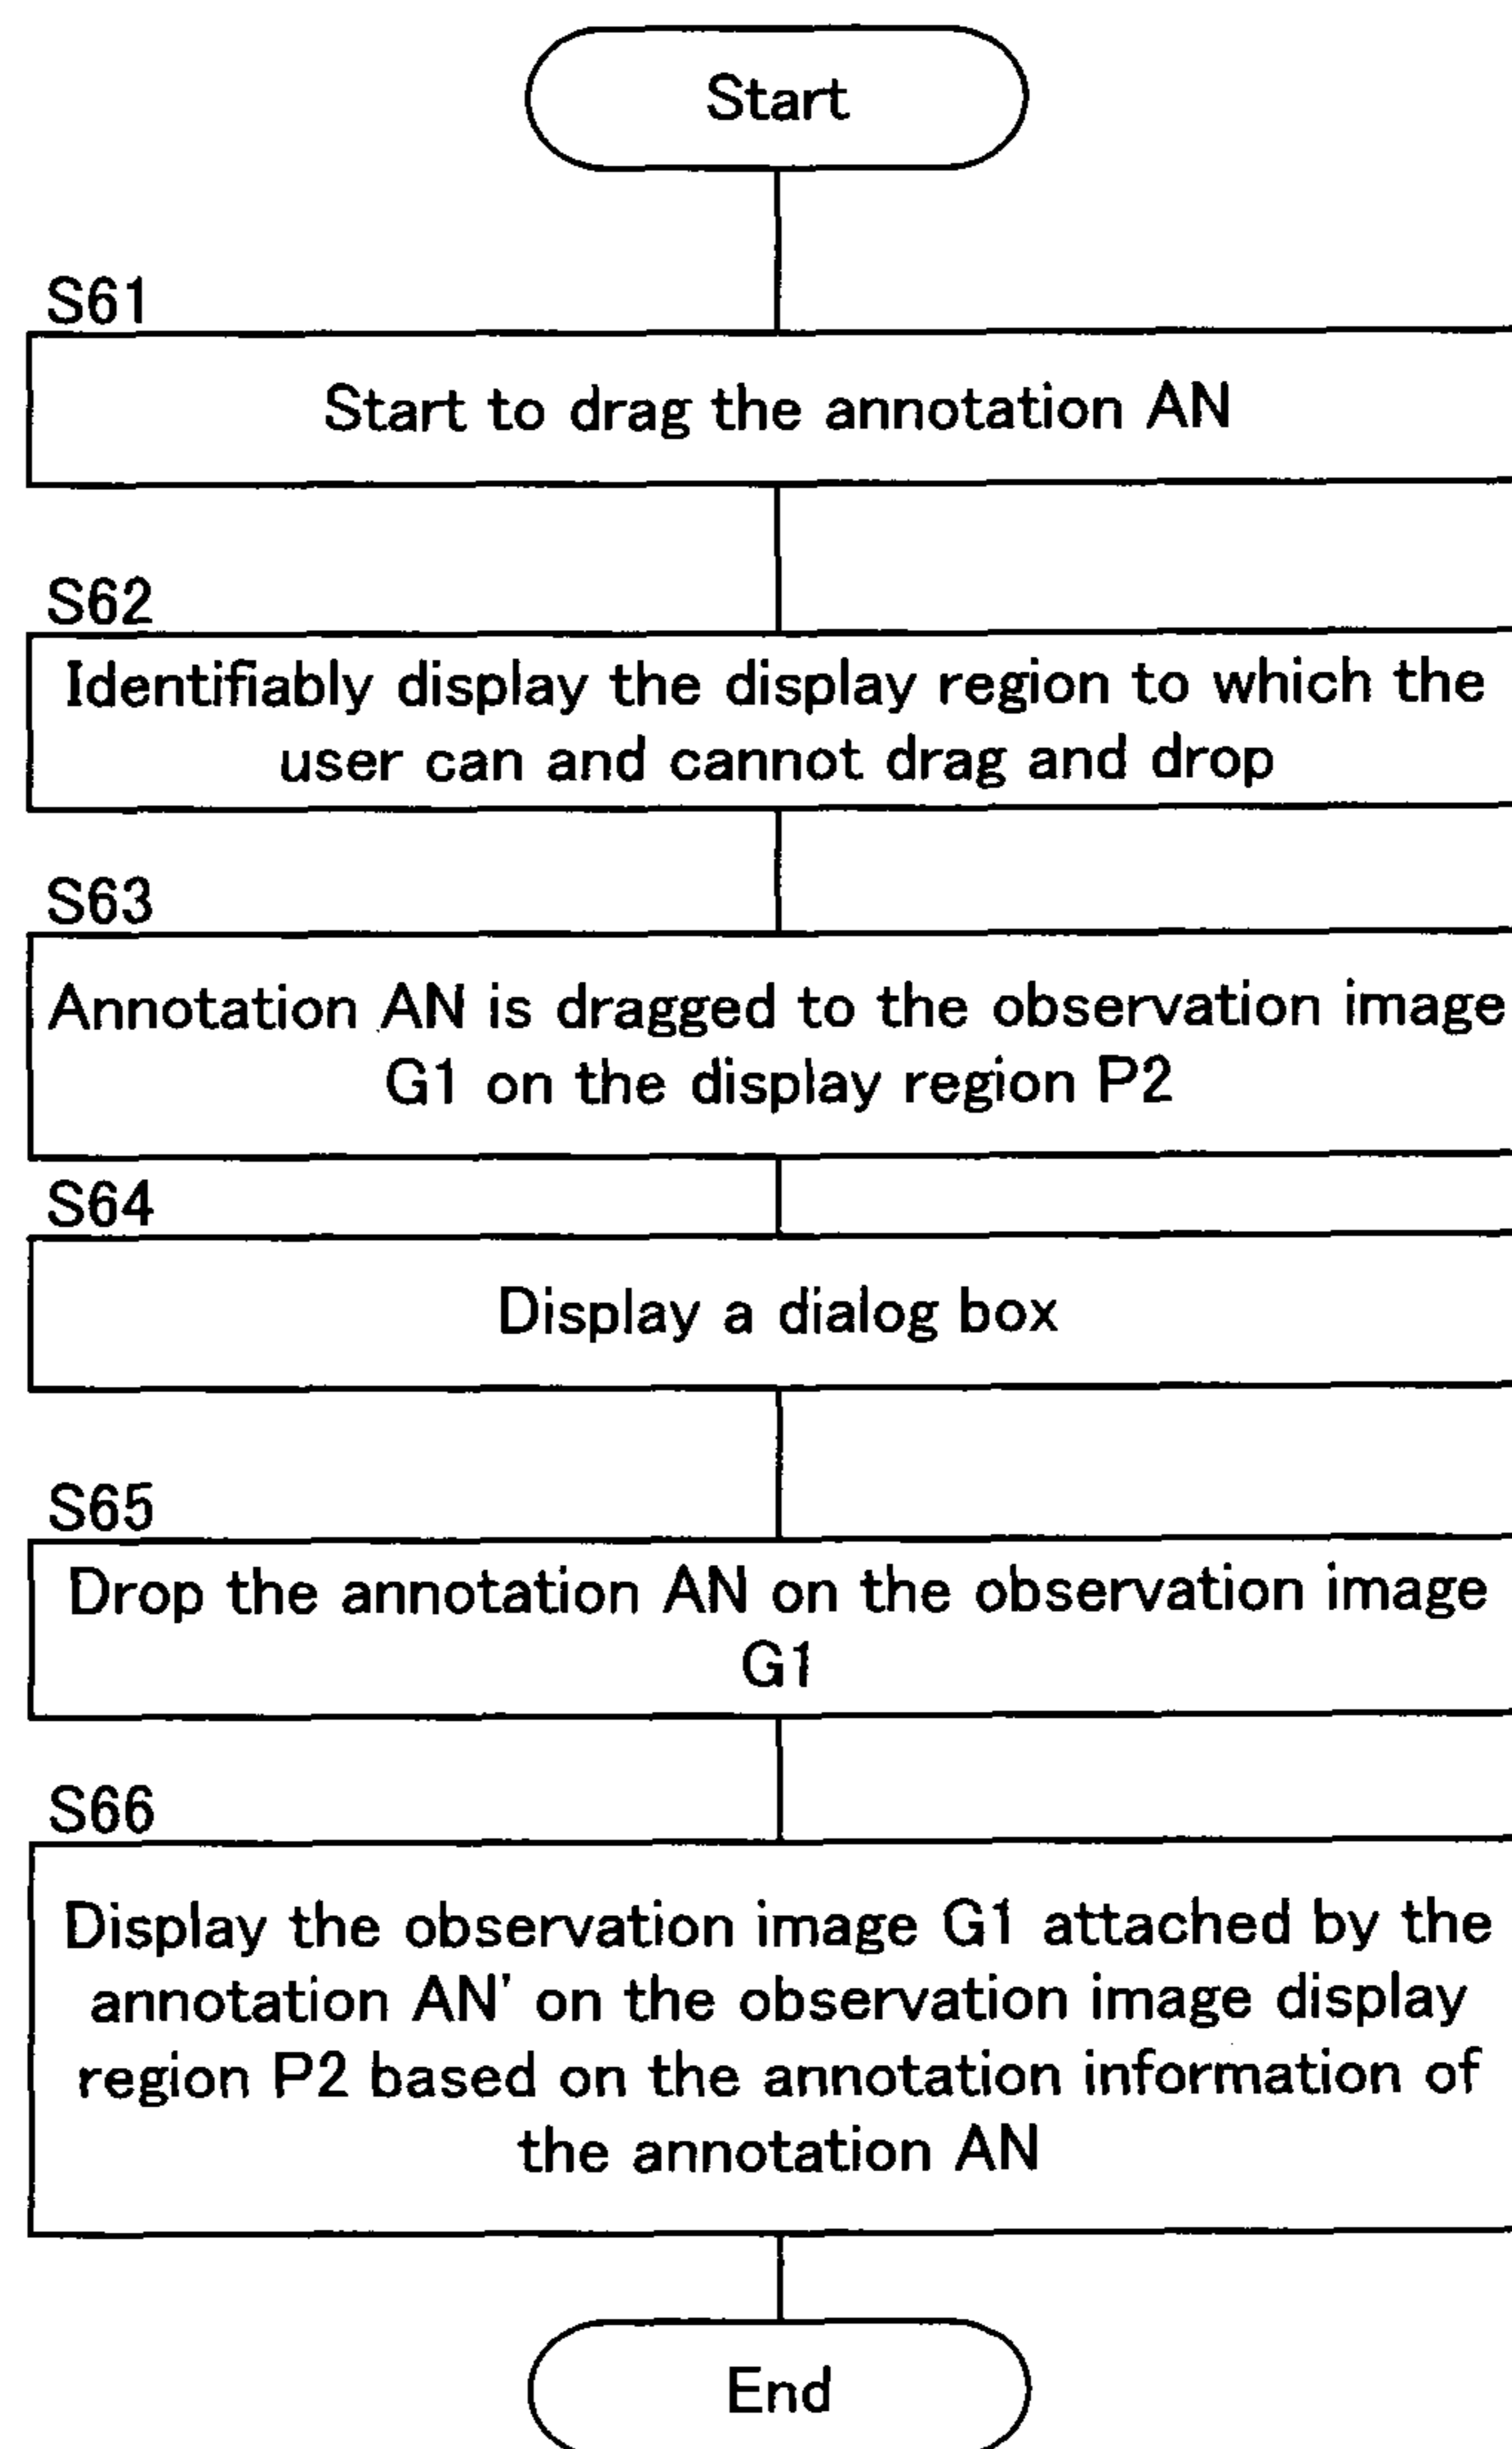 Start
S61
Start to drag the annotation AN
S62
Identifiably display the display region to which the
user can and cannot drag and drop
S63
Annotation AN is dragged to the observation image
G1 on the display region P2
S64
Display a dialog box
S65
Drop the annotation AN on the observation image
G1
S66
Display the observation image G1 attached by the
annotation AN' on the observation image display
region P2 based on the annotation information of
the annotation AN
End